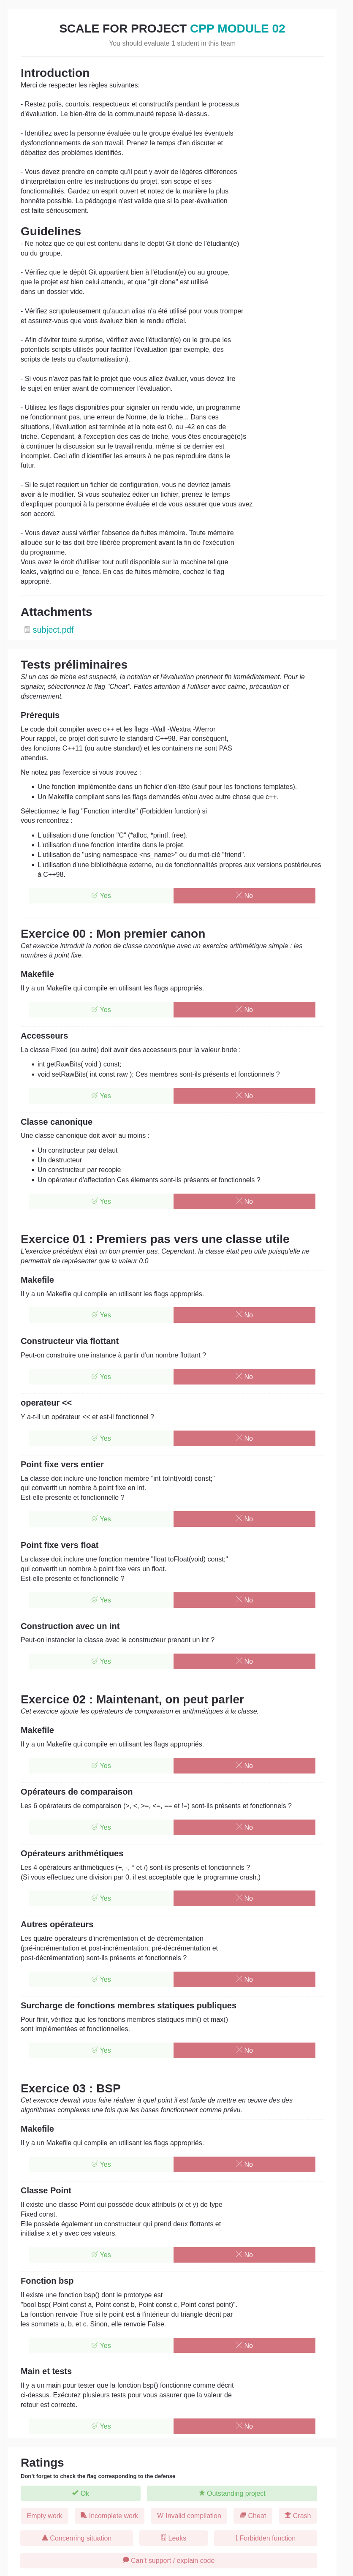 SCALE FOR PROJECT CPP MODULE 02
You should evaluate 1 student in this team
Introduction
Merci de respecter les règles suivantes:
- Restez polis, courtois, respectueux et constructifs pendant le processus
d'évaluation. Le bien-être de la communauté repose là-dessus.
- Identifiez avec la personne évaluée ou le groupe évalué les éventuels
dysfonctionnements de son travail. Prenez le temps d'en discuter et
débattez des problèmes identifiés.
- Vous devez prendre en compte qu'il peut y avoir de légères différences
d'interprétation entre les instructions du projet, son scope et ses
fonctionnalités. Gardez un esprit ouvert et notez de la manière la plus
honnête possible. La pédagogie n'est valide que si la peer-évaluation
est faite sérieusement.
Guidelines
- Ne notez que ce qui est contenu dans le dépôt Git cloné de l'étudiant(e)
ou du groupe.
- Vérifiez que le dépôt Git appartient bien à l'étudiant(e) ou au groupe,
que le projet est bien celui attendu, et que "git clone" est utilisé
dans un dossier vide.
- Vérifiez scrupuleusement qu'aucun alias n'a été utilisé pour vous tromper
et assurez-vous que vous évaluez bien le rendu officiel.
- Afin d'éviter toute surprise, vérifiez avec l'étudiant(e) ou le groupe les
potentiels scripts utilisés pour faciliter l'évaluation (par exemple, des
scripts de tests ou d'automatisation).
- Si vous n'avez pas fait le projet que vous allez évaluer, vous devez lire
le sujet en entier avant de commencer l'évaluation.
- Utilisez les flags disponibles pour signaler un rendu vide, un programme
ne fonctionnant pas, une erreur de Norme, de la triche... Dans ces
situations, l'évaluation est terminée et la note est 0, ou -42 en cas de
triche. Cependant, à l'exception des cas de triche, vous êtes encouragé(e)s
à continuer la discussion sur le travail rendu, même si ce dernier est
incomplet. Ceci afin d'identifier les erreurs à ne pas reproduire dans le
futur.
- Si le sujet requiert un fichier de configuration, vous ne devriez jamais
avoir à le modifier. Si vous souhaitez éditer un fichier, prenez le temps
d'expliquer pourquoi à la personne évaluée et de vous assurer que vous avez
son accord.
- Vous devez aussi vérifier l'absence de fuites mémoire. Toute mémoire
allouée sur le tas doit être libérée proprement avant la fin de l'exécution
du programme.
Vous avez le droit d'utiliser tout outil disponible sur la machine tel que
leaks, valgrind ou e_fence. En cas de fuites mémoire, cochez le flag
approprié.
Attachments
subject.pdf
Tests préliminaires
Si un cas de triche est suspecté, la notation et l'évaluation prennent fin immédiatement. Pour le
signaler, sélectionnez le flag "Cheat". Faites attention à l'utiliser avec calme, précaution et
discernement.
Prérequis
Le code doit compiler avec c++ et les flags -Wall -Wextra -Werror
Pour rappel, ce projet doit suivre le standard C++98. Par conséquent,
des fonctions C++11 (ou autre standard) et les containers ne sont PAS
attendus.
Ne notez pas l'exercice si vous trouvez :
Une fonction implémentée dans un fichier d'en-tête (sauf pour les fonctions templates).
Un Makefile compilant sans les flags demandés et/ou avec autre chose que c++.
Sélectionnez le flag "Fonction interdite" (Forbidden function) si
vous rencontrez :
L'utilisation d'une fonction "C" (*alloc, *printf, free).
L'utilisation d'une fonction interdite dans le projet.
L'utilisation de "using namespace <ns_name>" ou du mot-clé "friend".
L'utilisation d'une bibliothèque externe, ou de fonctionnalités propres aux versions postérieures
à C++98.
Yes No
Exercice 00 : Mon premier canon
Cet exercice introduit la notion de classe canonique avec un exercice arithmétique simple : les
nombres à point fixe.
Makefile
Il y a un Makefile qui compile en utilisant les flags appropriés.
Yes No
Accesseurs
La classe Fixed (ou autre) doit avoir des accesseurs pour la valeur brute :
int getRawBits( void ) const;
void setRawBits( int const raw ); Ces membres sont-ils présents et fonctionnels ?
Yes No
Classe canonique
Une classe canonique doit avoir au moins :
Un constructeur par défaut
Un destructeur
Un constructeur par recopie
Un opérateur d'affectation Ces élements sont-ils présents et fonctionnels ?
Yes No
Exercice 01 : Premiers pas vers une classe utile
L'exercice précédent était un bon premier pas. Cependant, la classe était peu utile puisqu'elle ne
permettait de représenter que la valeur 0.0
Makefile
Il y a un Makefile qui compile en utilisant les flags appropriés.
Yes No
Constructeur via flottant
Peut-on construire une instance à partir d'un nombre flottant ?
Yes No
operateur <<
Y a-t-il un opérateur << et est-il fonctionnel ?
Yes No
Point fixe vers entier
La classe doit inclure une fonction membre "int toInt(void) const;"
qui convertit un nombre à point fixe en int.
Est-elle présente et fonctionnelle ?
Yes No
Point fixe vers float
La classe doit inclure une fonction membre "float toFloat(void) const;"
qui convertit un nombre à point fixe vers un float.
Est-elle présente et fonctionnelle ?
Yes No
Construction avec un int
Peut-on instancier la classe avec le constructeur prenant un int ?
Yes No
Exercice 02 : Maintenant, on peut parler
Cet exercice ajoute les opérateurs de comparaison et arithmétiques à la classe.
Makefile
Il y a un Makefile qui compile en utilisant les flags appropriés.
Yes No
Opérateurs de comparaison
Les 6 opérateurs de comparaison (>, <, >=, <=, == et !=) sont-ils présents et fonctionnels ?
Yes No
Opérateurs arithmétiques
Les 4 opérateurs arithmétiques (+, -, * et /) sont-ils présents et fonctionnels ?
(Si vous effectuez une division par 0, il est acceptable que le programme crash.)
Yes No
Autres opérateurs
Les quatre opérateurs d'incrémentation et de décrémentation
(pré-incrémentation et post-incrémentation, pré-décrémentation et
post-décrémentation) sont-ils présents et fonctionnels ?
Yes No
Surcharge de fonctions membres statiques publiques
Pour finir, vérifiez que les fonctions membres statiques min() et max()
sont implémentées et fonctionnelles.
Yes No
Exercice 03 : BSP
Cet exercice devrait vous faire réaliser à quel point il est facile de mettre en œuvre des des
algorithmes complexes une fois que les bases fonctionnent comme prévu.
Makefile
Il y a un Makefile qui compile en utilisant les flags appropriés.
Yes No
Classe Point
Il existe une classe Point qui possède deux attributs (x et y) de type
Fixed const.
Elle possède également un constructeur qui prend deux flottants et
initialise x et y avec ces valeurs.
Yes No
Fonction bsp
Il existe une fonction bsp() dont le prototype est
"bool bsp( Point const a, Point const b, Point const c, Point const point)".
La fonction renvoie True si le point est à l'intérieur du triangle décrit par
les sommets a, b, et c. Sinon, elle renvoie False.
Yes No
Main et tests
Il y a un main pour tester que la fonction bsp() fonctionne comme décrit
ci-dessus. Exécutez plusieurs tests pour vous assurer que la valeur de
retour est correcte.
Yes No
Ratings
Don't forget to check the flag corresponding to the defense
Ok Outstanding project
Empty work Incomplete work Invalid compilation Cheat Crash
Concerning situation Leaks Forbidden function
Can't support / explain code